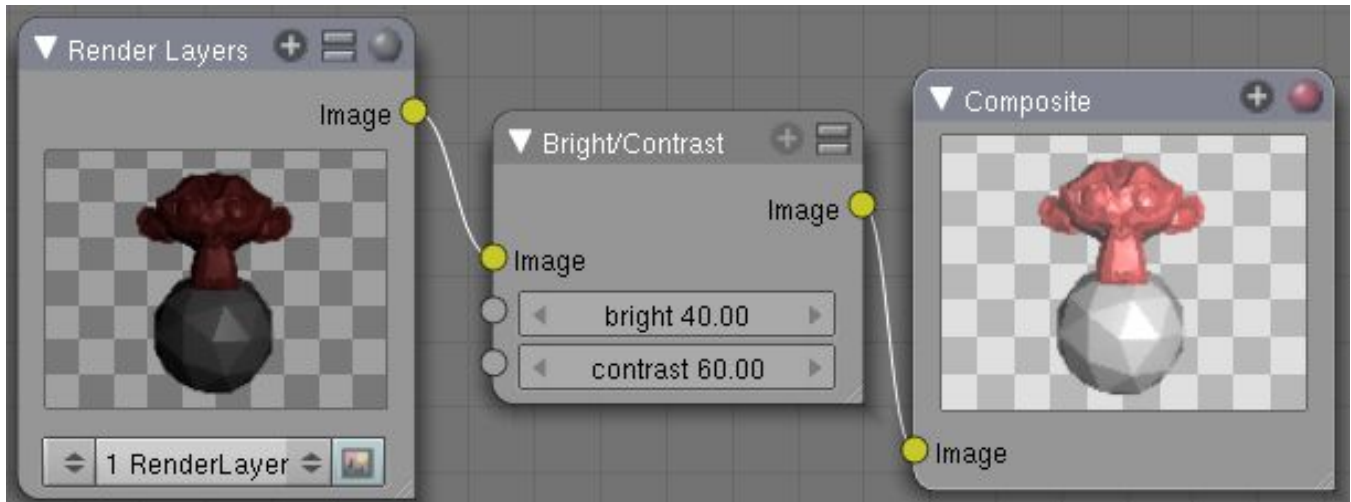 Render Layers
Image
1 RenderLayer
Bright/Contrast
Image
Image
bright 40.00
contrast 60.00
Composite
Image